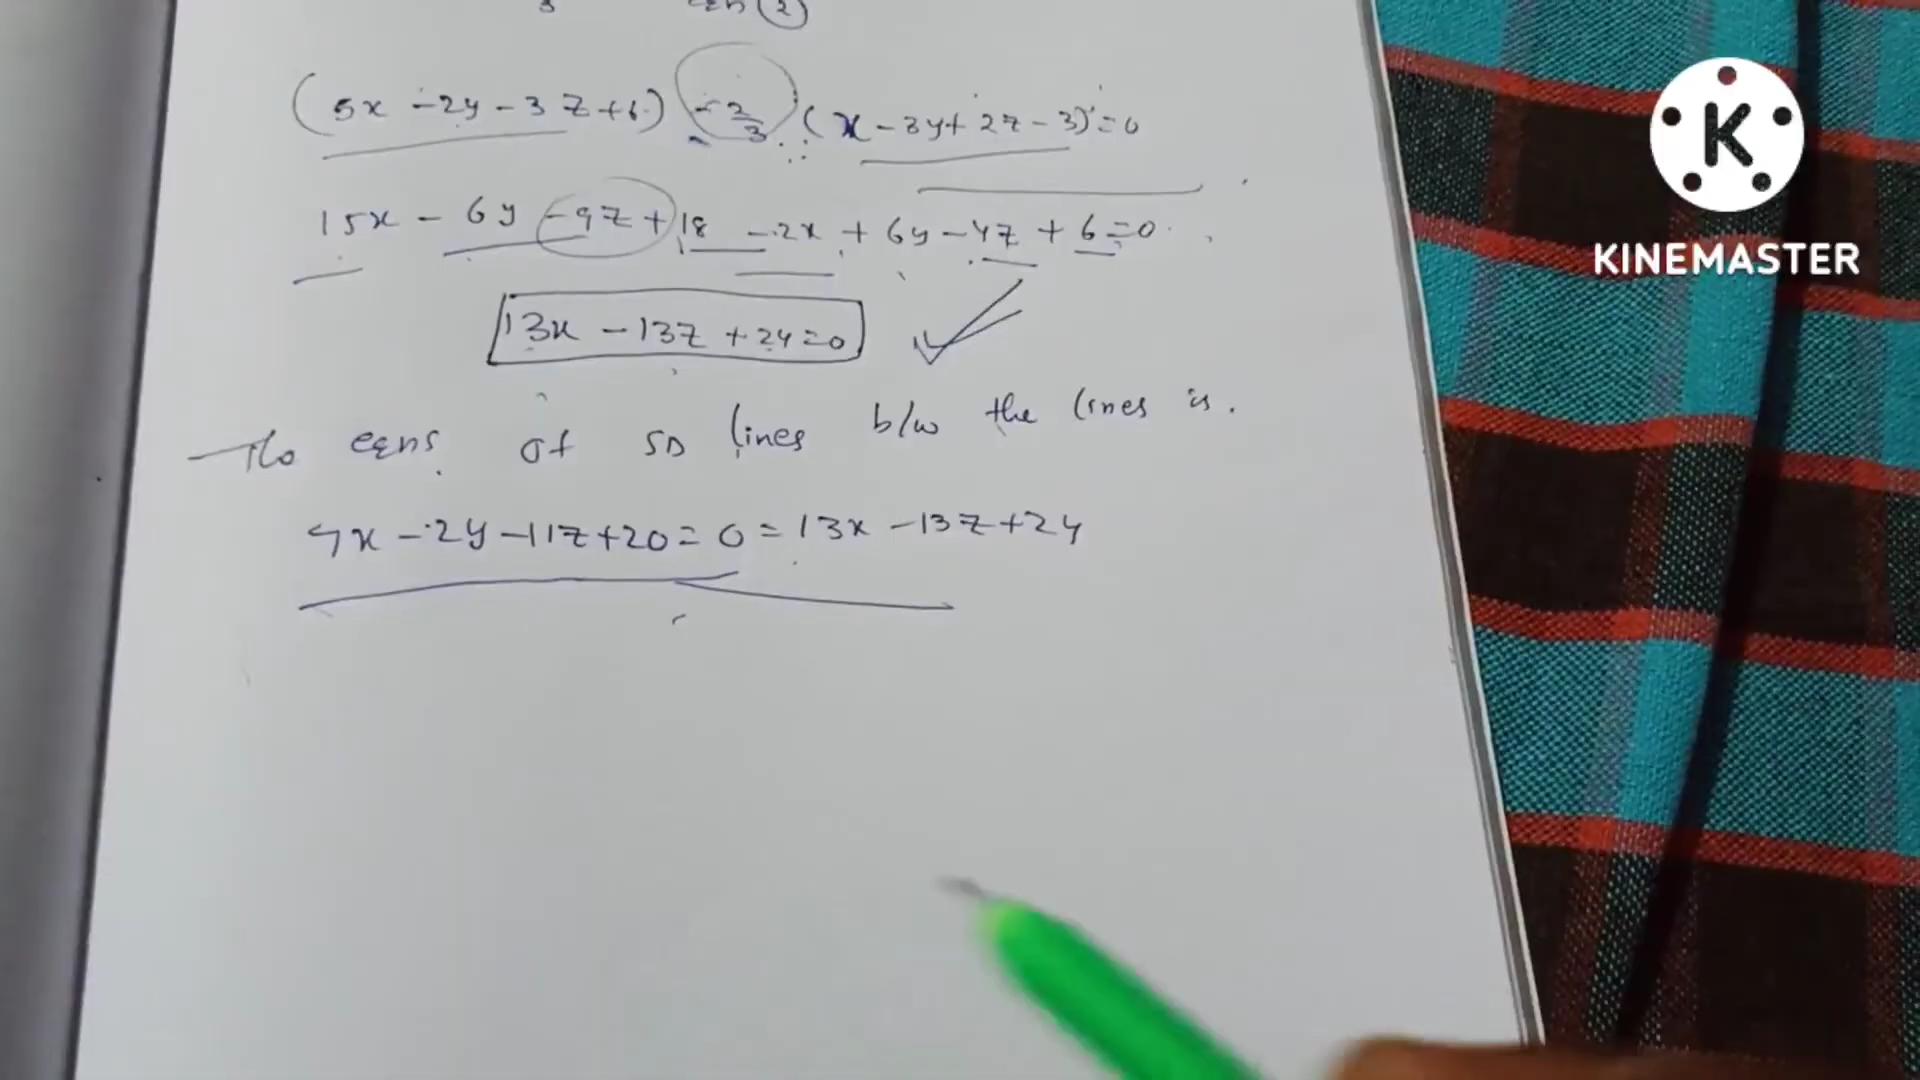 eqn (2)
(5x - 2y - 3z + 6) - 2/3 (x - 3y + 2z - 3) = 0
15x - 6y - 9z + 18 - 2x + 6y - 4z + 6 = 0
13x - 13z + 24 = 0
The eqns of SD lines b/w the lines is.
4x - 2y - 11z + 20 = 0 = 13x - 13z + 24
K
KINEMASTER